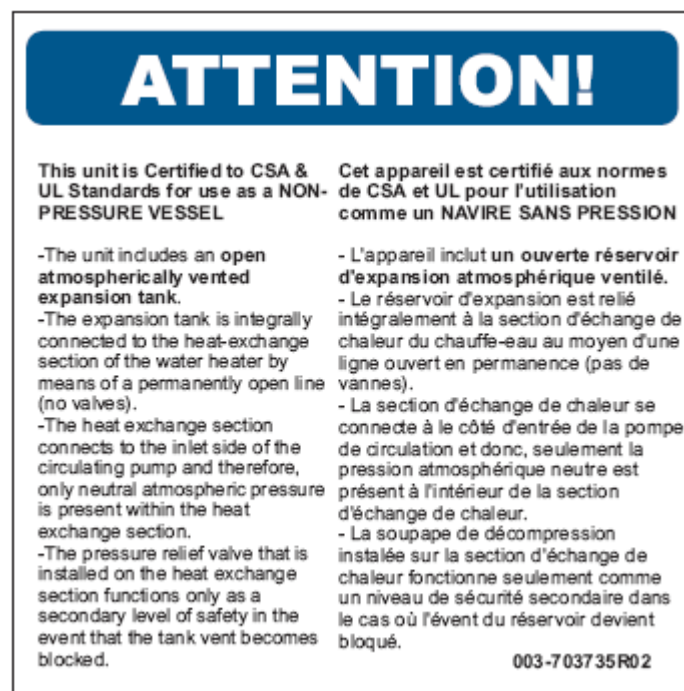 ATTENTION!
This unit is Certified to CSA &
UL Standards for use as a NON-
PRESSURE VESSEL
-The unit includes an open
atmospherically vented
expansion tank.
-The expansion tank is integrally
connected to the heat-exchange
section of the water heater by
means of a permanently open line
(no valves).
-The heat exchange section
connects to the inlet side of the
circulating pump and therefore,
only neutral atmospheric pressure
is present within the heat
exchange section.
-The pressure relief valve that is
installed on the heat exchange
section functions only as a
secondary level of safety in the
event that the tank vent becomes
blocked.
Cet appareil est certifié aux normes
de CSA et UL pour l'utilisation
comme un NAVIRE SANS PRESSION
- L'appareil inclut un ouverte réservoir
d'expansion atmosphérique ventilé.
- Le réservoir d'expansion est relié
intégralement à la section d'échange de
chaleur du chauffe-eau au moyen d'une
ligne ouvert en permanence (pas de
vannes).
- La section d'échange de chaleur se
connecte à le côté d'entrée de la pompe
de circulation et donc, seulement la
pression atmosphérique neutre est
présent à l'intérieur de la section
d'échange de chaleur.
- La soupape de décompression
instalée sur la section d'échange de
chaleur fonctionne seulement comme
un niveau de sécurité secondaire dans
le cas où l'évent du réservoir devient
bloqué.
003-703735R02